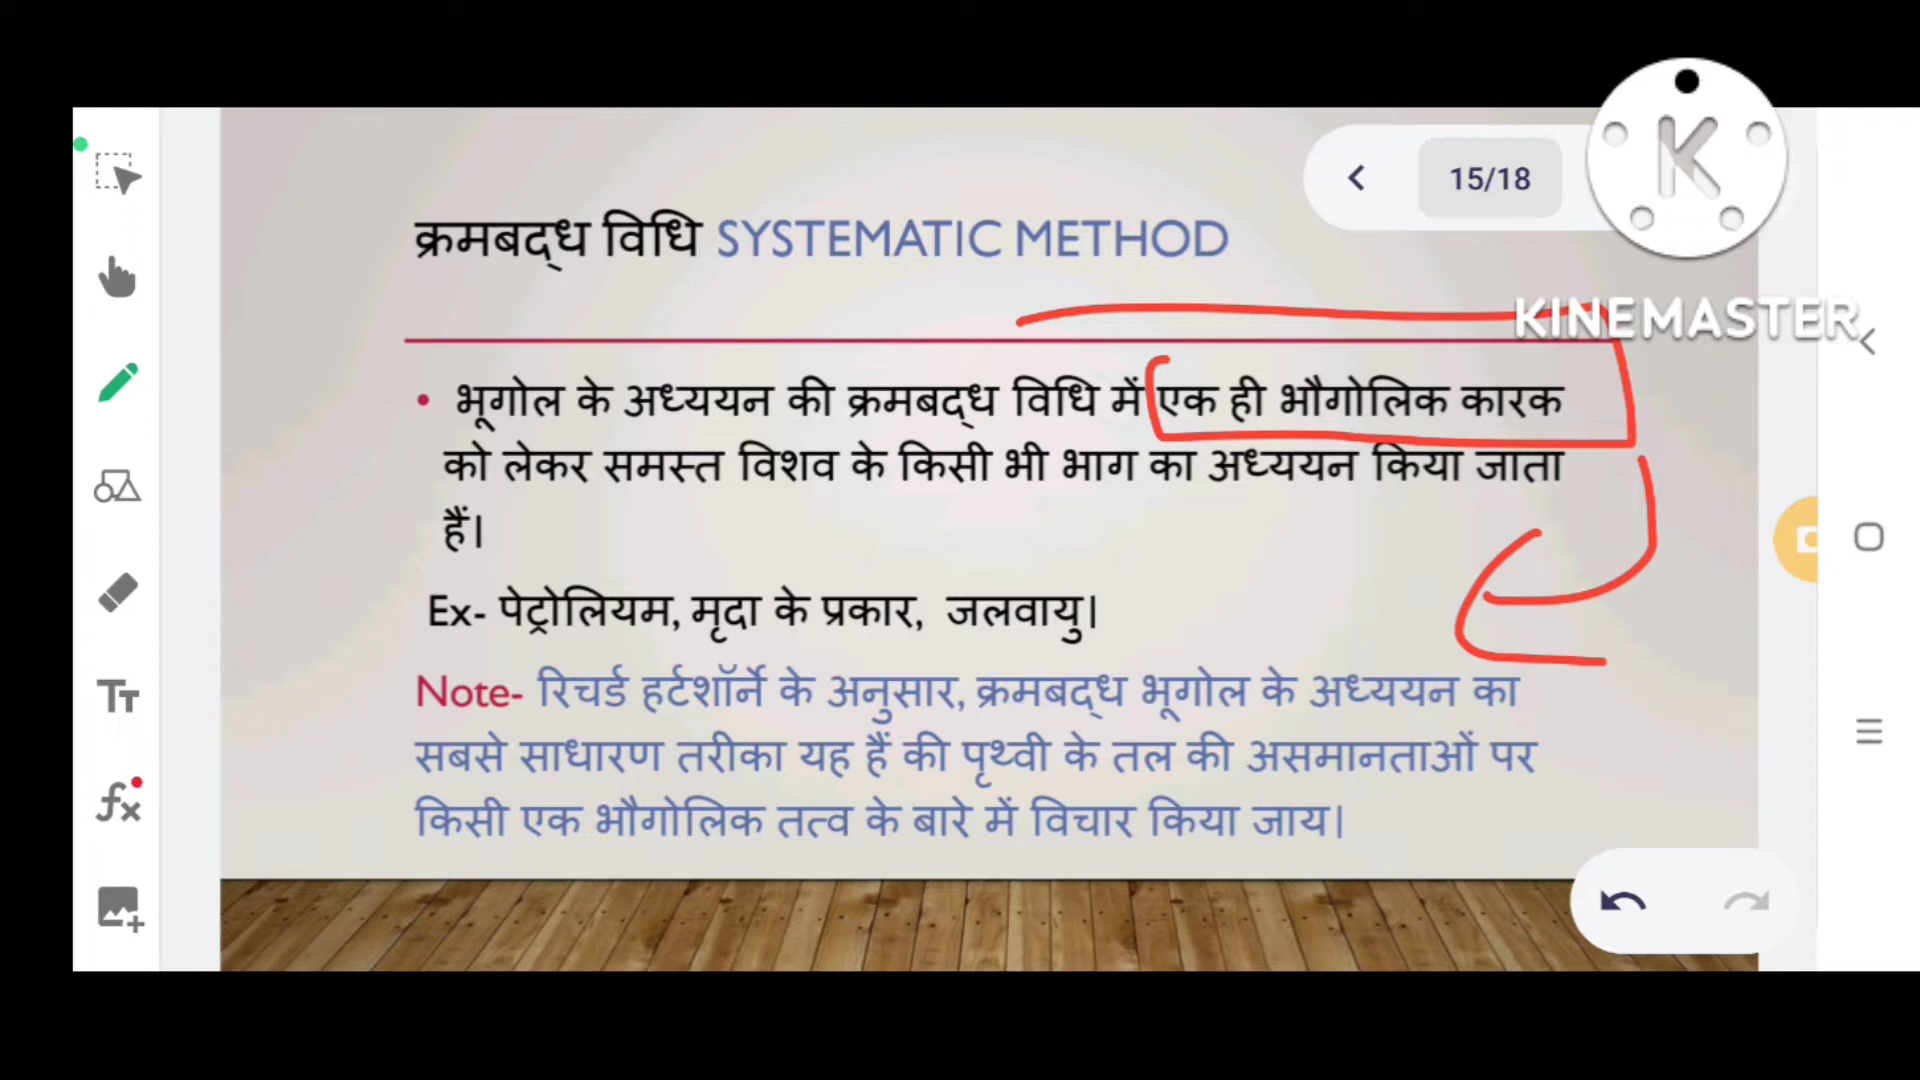 15/18
K
KINEMASTER
क्रमबद्ध विधि SYSTEMATIC METHOD
• भूगोल के अध्ययन की क्रमबद्ध विधि में एक ही भौगोलिक कारक
को लेकर समस्त विशव के किसी भी भाग का अध्ययन किया जाता
हैं।
Ex- पेट्रोलियम, मृदा के प्रकार, जलवायु।
Note- रिचर्ड हर्टशॉर्ने के अनुसार, क्रमबद्ध भूगोल के अध्ययन का
सबसे साधारण तरीका यह हैं की पृथ्वी के तल की असमानताओं पर
किसी एक भौगोलिक तत्व के बारे में विचार किया जाय।
TT
fx